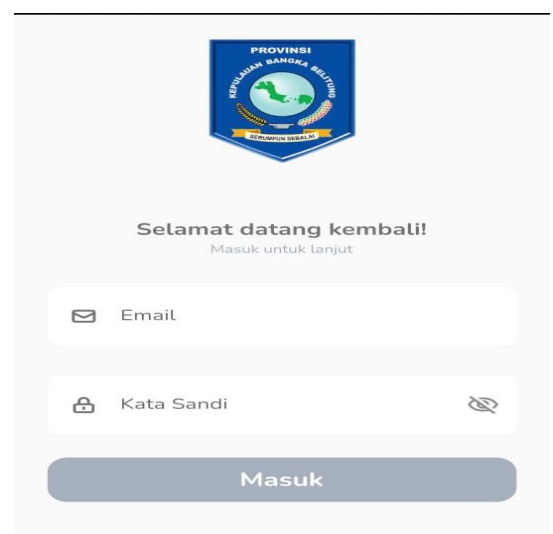 PROVINSI
KEPULAUAN BANGKA BELITUNG
SERUMPUN SEBALAI
Selamat datang kembali!
Masuk untuk lanjut
Email
Kata Sandi
Masuk